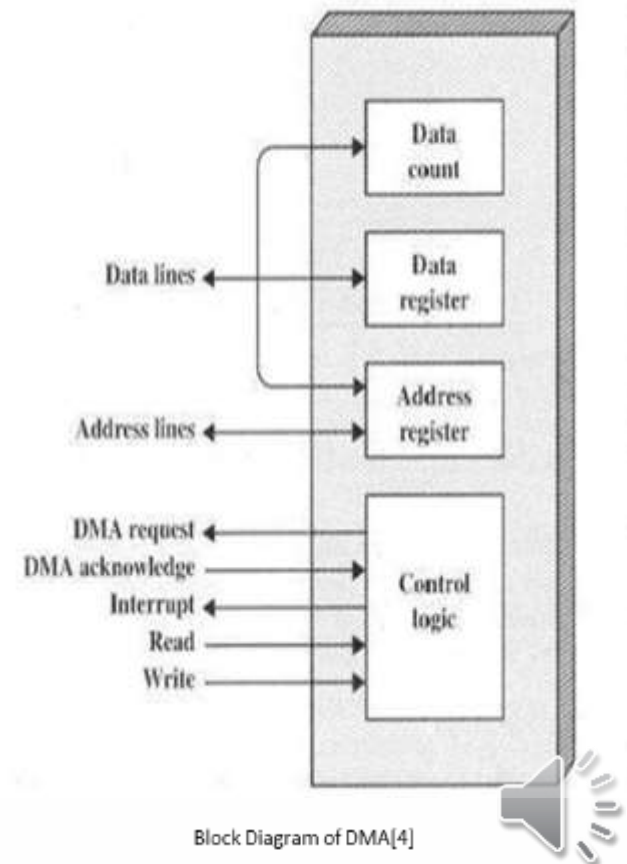 Data
count
Data lines
Data
register
Address
register
Address lines
DMA request
DMA acknowledge
Interrupt
Read
Write
Control
logic
Block Diagram of DMA[4]